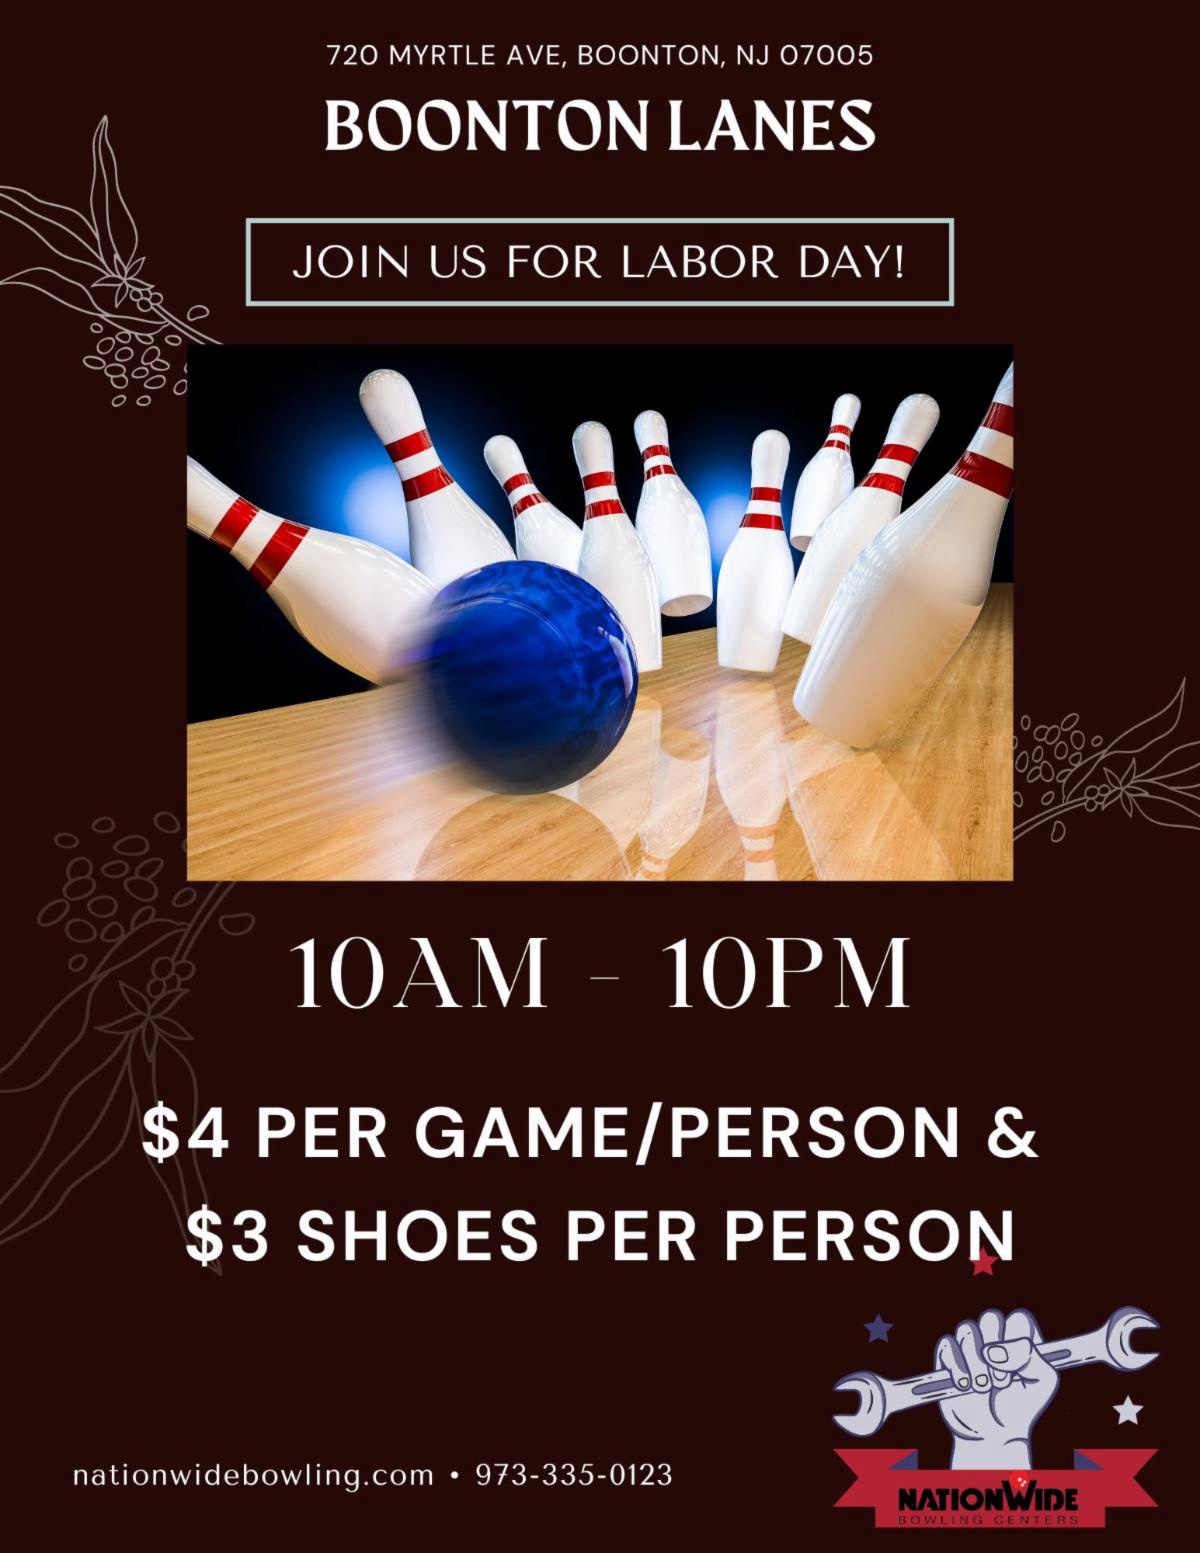 720 MYRTLE AVE, BOONTON, NJ 07005
BOONTON LANES
JOIN US FOR LABOR DAY!
10AM - 10PM
$4 PER GAME/PERSON &
$3 SHOES PER PERSON
nationwidebowling.com • 973-335-0123
NATIONWIDE
BOWLING CENTERS